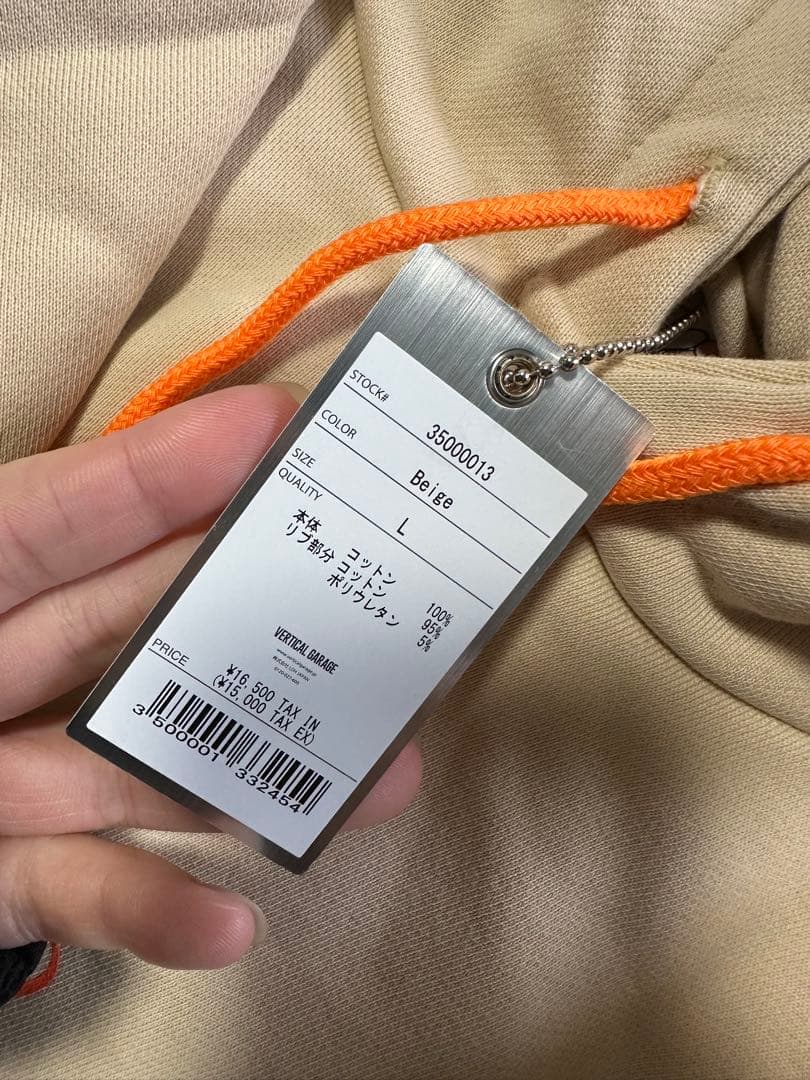 STOCK# 35000013
COLOR Beige
SIZE L
QUALITY
本体 コットン 100%
リブ部分 コットン 95%
ポリウレタン 5%
VERTICAL GARAGE
PRICE ¥16,500 TAX IN
(¥15,000 TAX EX)
3 500001 332454